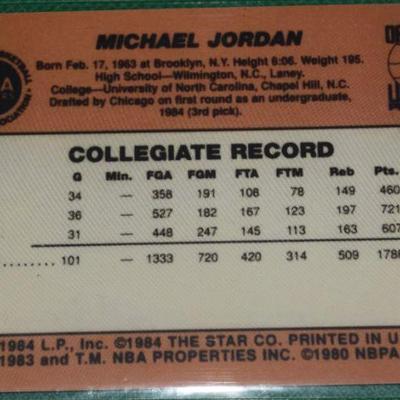 MICHAEL JORDAN
Born Feb. 17, 1963 at Brooklyn, N.Y. Height 6:06. Weight 195.
High School—Wilmington, N.C., Laney.
College—University of North Carolina, Chapel Hill, N.C.
Drafted by Chicago on first round as an undergraduate,
1984 (3rd pick).
COLLEGIATE RECORD
G Min. FGA FGM FTA FTM Reb Pts.
34 — 358 191 108 78 149 460
36 — 527 182 167 123 197 721
31 — 448 247 145 113 163 607
101 — 1333 720 420 314 509 1788
1984 L.P., Inc. ©1984 THE STAR CO. PRINTED IN U
1983 and T.M. NBA PROPERTIES INC. ©1980 NBPA